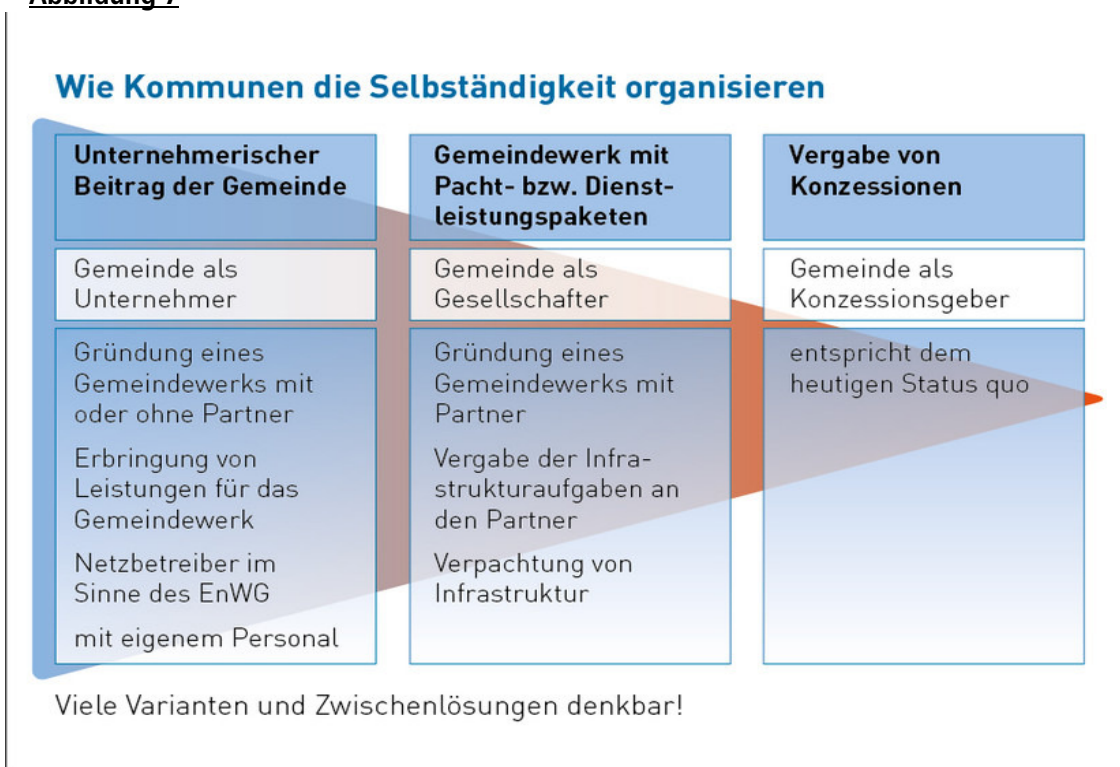 Abbildung 7
Wie Kommunen die Selbständigkeit organisieren
Unternehmerischer
Beitrag der Gemeinde
Gemeinde als
Unternehmer
Gründung eines
Gemeindewerks mit
oder ohne Partner
Erbringung von
Leistungen für das
Gemeindewerk
Netzbetreiber im
Sinne des EnWG
mit eigenem Personal
Gemeindewerk mit
Pacht- bzw. Dienst-
leistungspaketen
Gemeinde als
Gesellschafter
Gründung eines
Gemeindewerks mit
Partner
Vergabe der Infra-
strukturaufgaben an
den Partner
Verpachtung von
Infrastruktur
Vergabe von
Konzessionen
Gemeinde als
Konzessionsgeber
entspricht dem
heutigen Status quo
Viele Varianten und Zwischenlösungen denkbar!